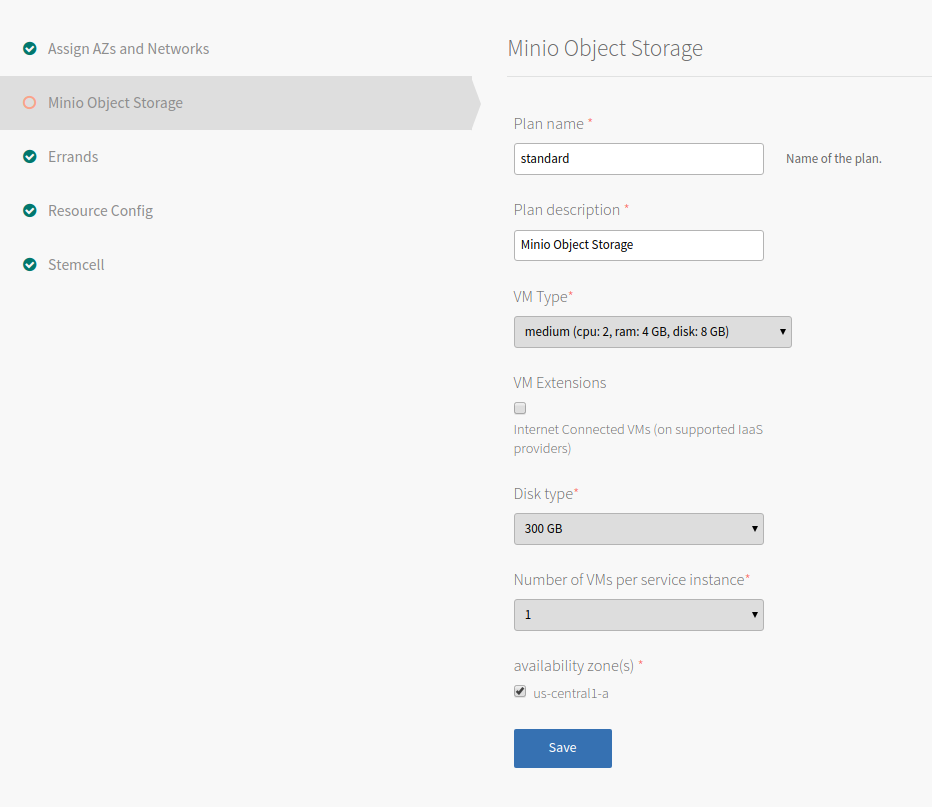 Assign AZs and Networks
Minio Object Storage
Errands
Resource Config
Stemcell
Minio Object Storage
Plan name *
standard
Name of the plan.
Plan description *
Minio Object Storage
VM Type*
medium (cpu: 2, ram: 4 GB, disk: 8 GB)
VM Extensions
Internet Connected VMs (on supported IaaS
providers)
Disk type*
300 GB
Number of VMs per service instance*
1
availability zone(s) *
us-central1-a
Save